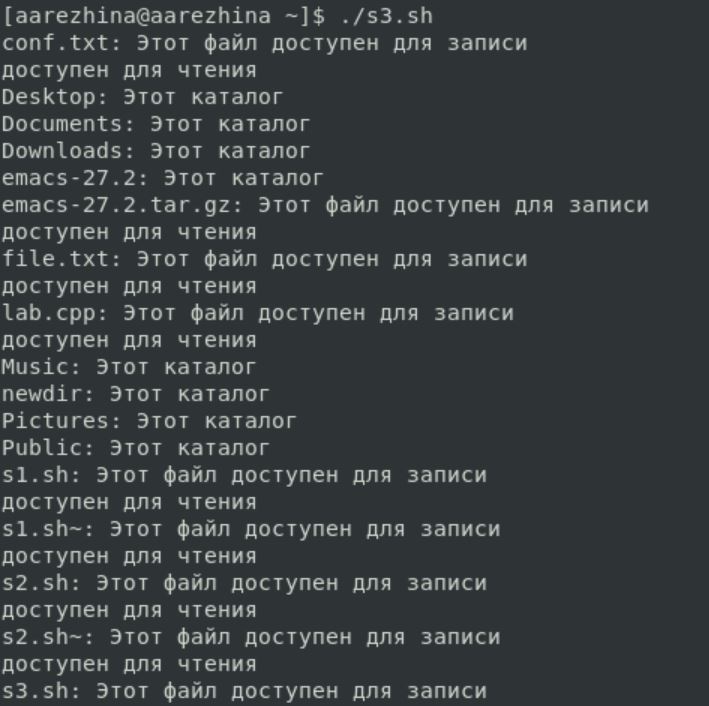 [aarezhina@aarezhina ~]$ ./s3.sh
conf.txt: Этот файл доступен для записи
доступен для чтения
Desktop: Этот каталог
Documents: Этот каталог
Downloads: Этот каталог
emacs-27.2: Этот каталог
emacs-27.2.tar.gz: Этот файл доступен для записи
доступен для чтения
file.txt: Этот файл доступен для записи
доступен для чтения
lab.cpp: Этот файл доступен для записи
доступен для чтения
Music: Этот каталог
newdir: Этот каталог
Pictures: Этот каталог
Public: Этот каталог
s1.sh: Этот файл доступен для записи
доступен для чтения
s1.sh~: Этот файл доступен для записи
доступен для чтения
s2.sh: Этот файл доступен для записи
доступен для чтения
s2.sh~: Этот файл доступен для записи
доступен для чтения
s3.sh: Этот файл доступен для записи